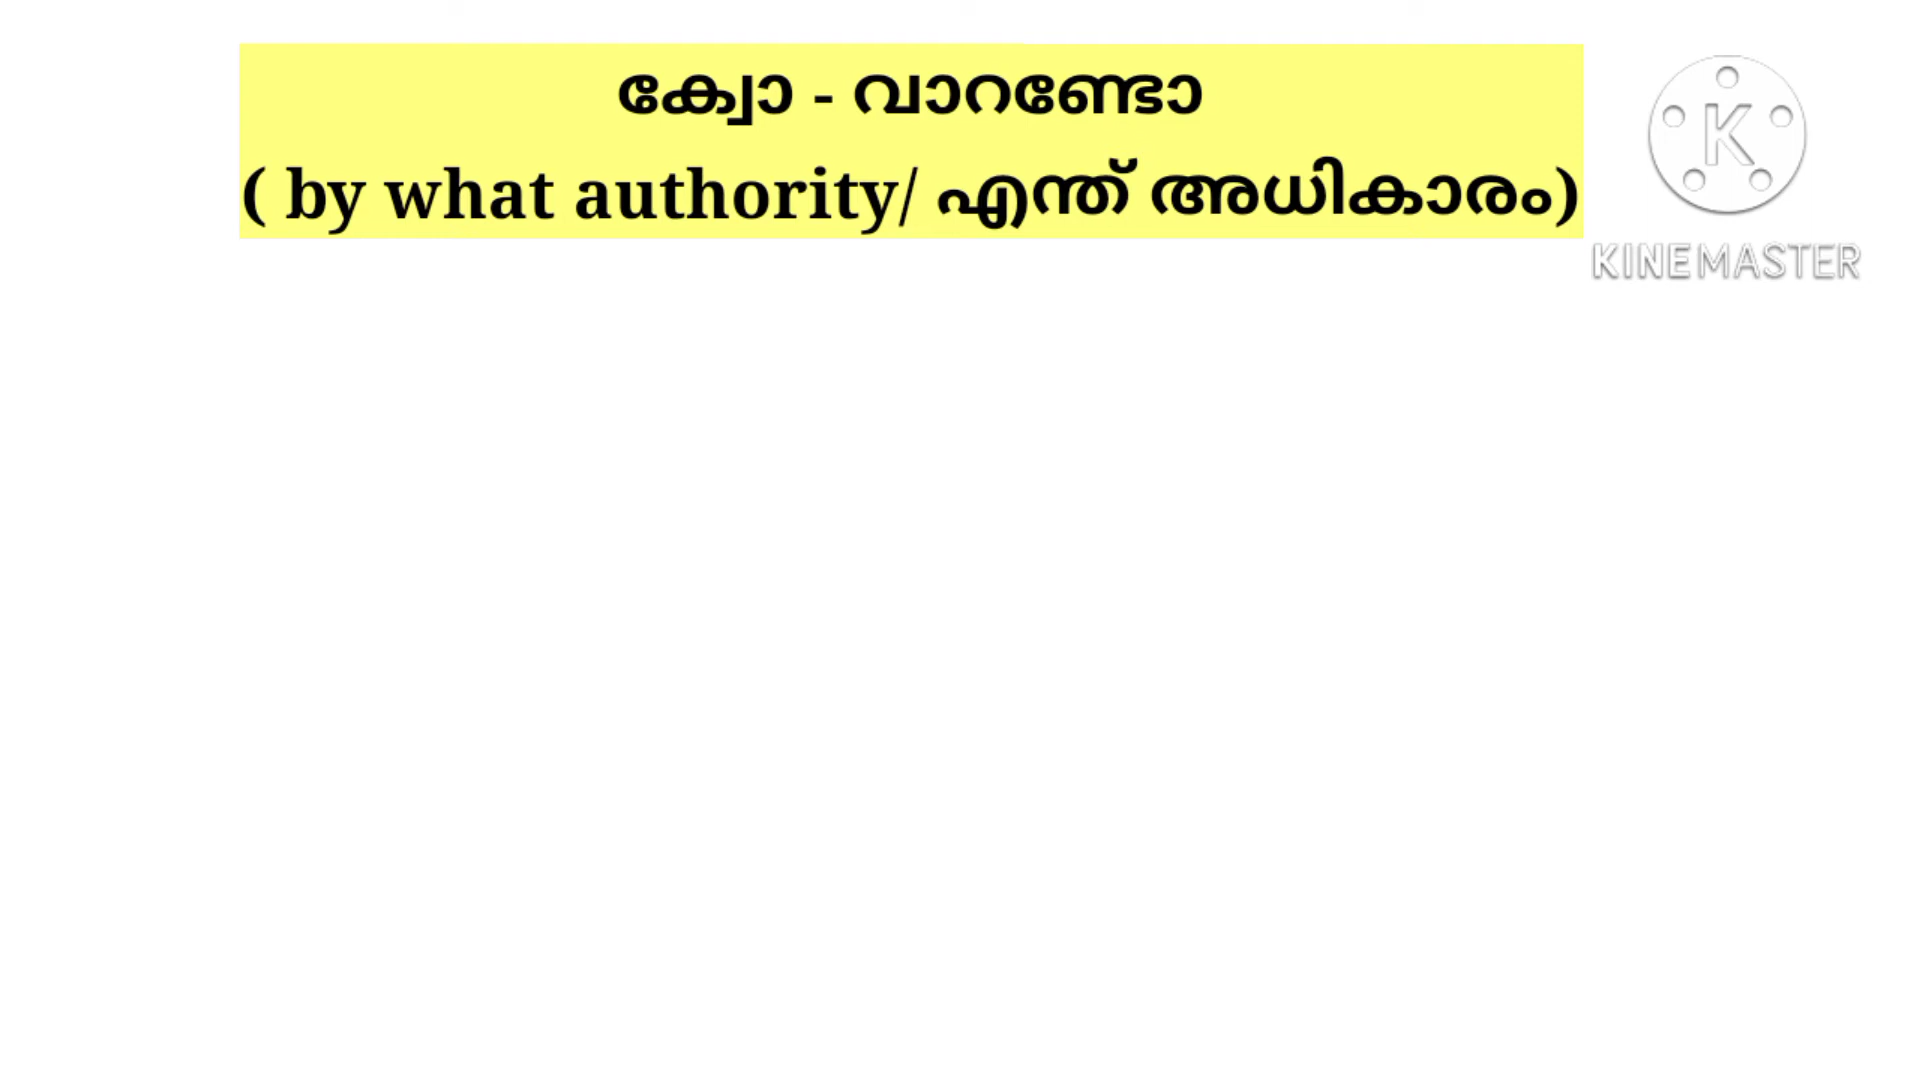 ക്വോ - വാറണ്ടോ
( by what authority/ എന്ത് അധികാരം)
K
KINEMASTER